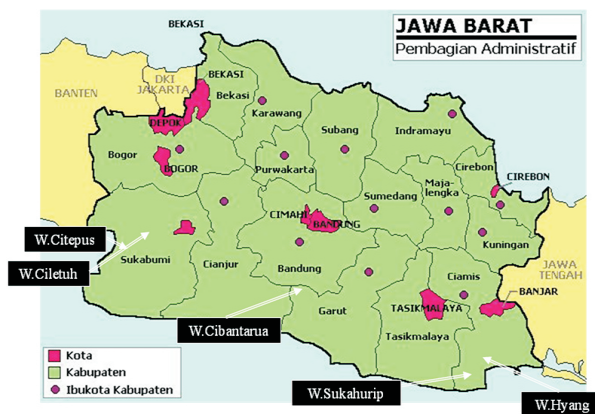 JAWA BARAT
Pembagian Administratif
BEKASI
DKI
JAKARTA
BANTEN
BEKASI
Bekasi
Karawang
DEPOK
Subang
Indramayu
Bogor
BOGOR
Purwakarta
Cirebon
CIREBON
Maja-
lengka
Sumedang
CIMAHI
BANDUNG
Kuningan
W.Citepus
Sukabumi
W.Ciletuh
Cianjur
Bandung
Ciamis
JAWA
TENGAH
BANJAR
TASIKMALAYA
Garut
W.Cibantarua
Tasikmalaya
Kota
Kabupaten
Ibukota Kabupaten
W.Sukahurip
W.Hyang